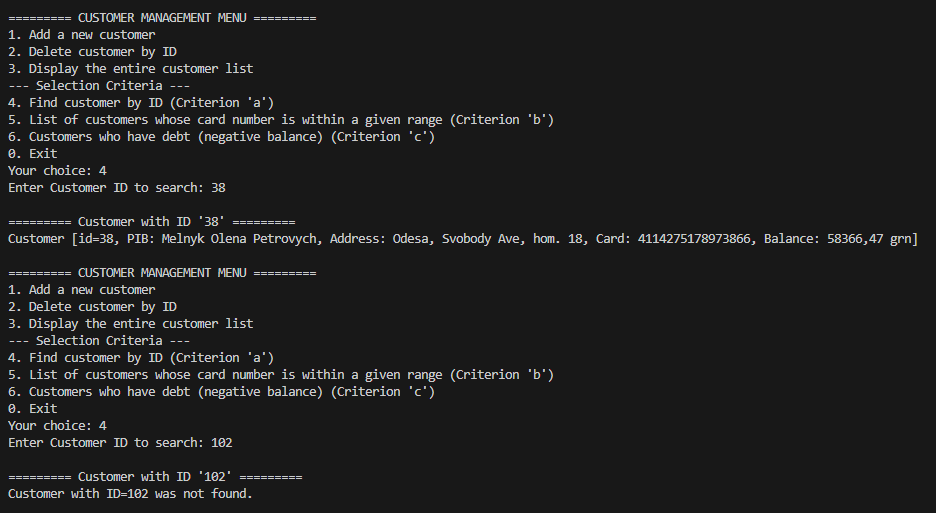 ========= CUSTOMER MANAGEMENT MENU =========
1. Add a new customer
2. Delete customer by ID
3. Display the entire customer list
--- Selection Criteria ---
4. Find customer by ID (Criterion 'a')
5. List of customers whose card number is within a given range (Criterion 'b')
6. Customers who have debt (negative balance) (Criterion 'c')
0. Exit
Your choice: 4
Enter Customer ID to search: 38

========= Customer with ID '38' =========
Customer [id=38, PIB: Melnyk Olena Petrovych, Address: Odesa, Svobody Ave, hom. 18, Card: 4114275178973866, Balance: 58366,47 grn]

========= CUSTOMER MANAGEMENT MENU =========
1. Add a new customer
2. Delete customer by ID
3. Display the entire customer list
--- Selection Criteria ---
4. Find customer by ID (Criterion 'a')
5. List of customers whose card number is within a given range (Criterion 'b')
6. Customers who have debt (negative balance) (Criterion 'c')
0. Exit
Your choice: 4
Enter Customer ID to search: 102

========= Customer with ID '102' =========
Customer with ID=102 was not found.